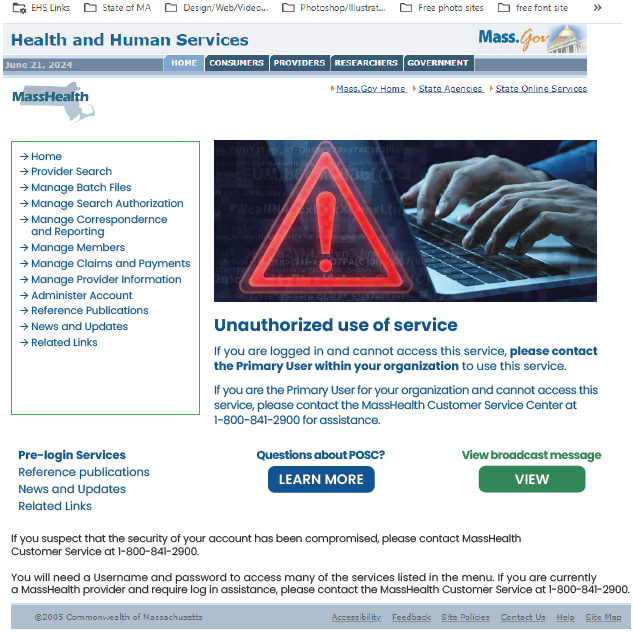 EHS Links
State of MA
Design/Web/Video...
Photoshop/Illustrat...
Free photo sites
free font site
»
Health and Human Services
Mass.Gov
June 21, 2024
HOME
CONSUMERS
PROVIDERS
RESEARCHERS
GOVERNMENT
MassHealth
Mass.Gov Home
State Agencies
State Online Services
→ Home
→ Provider Search
→ Manage Batch Files
→ Manage Search Authorization
→ Manage Correspondernce
and Reporting
→ Manage Members
→ Manage Claims and Payments
→ Manage Provider Information
→ Administer Account
→ Reference Publications
→ News and Updates
→ Related Links
Unauthorized use of service
If you are logged in and cannot access this service, please contact
the Primary User within your organization to use this service.
If you are the Primary User for your organization and cannot access this
service, please contact the MassHealth Customer Service Center at
1-800-841-2900 for assistance.
Pre-login Services
Reference publications
News and Updates
Related Links
Questions about POSC?
LEARN MORE
View broadcast message
VIEW
If you suspect that the security of your account has been compromised, please contact MassHealth
Customer Service at 1-800-841-2900.
You will need a Username and password to access many of the services listed in the menu. If you are currently
a MassHealth provider and require log in assistance, please contact the MassHealth Customer Service at 1-800-841-2900.
©2005 Commonwealth of Massachusetts
Accessibility
Feedback
Site Policies
Contact Us
Help
Site Map